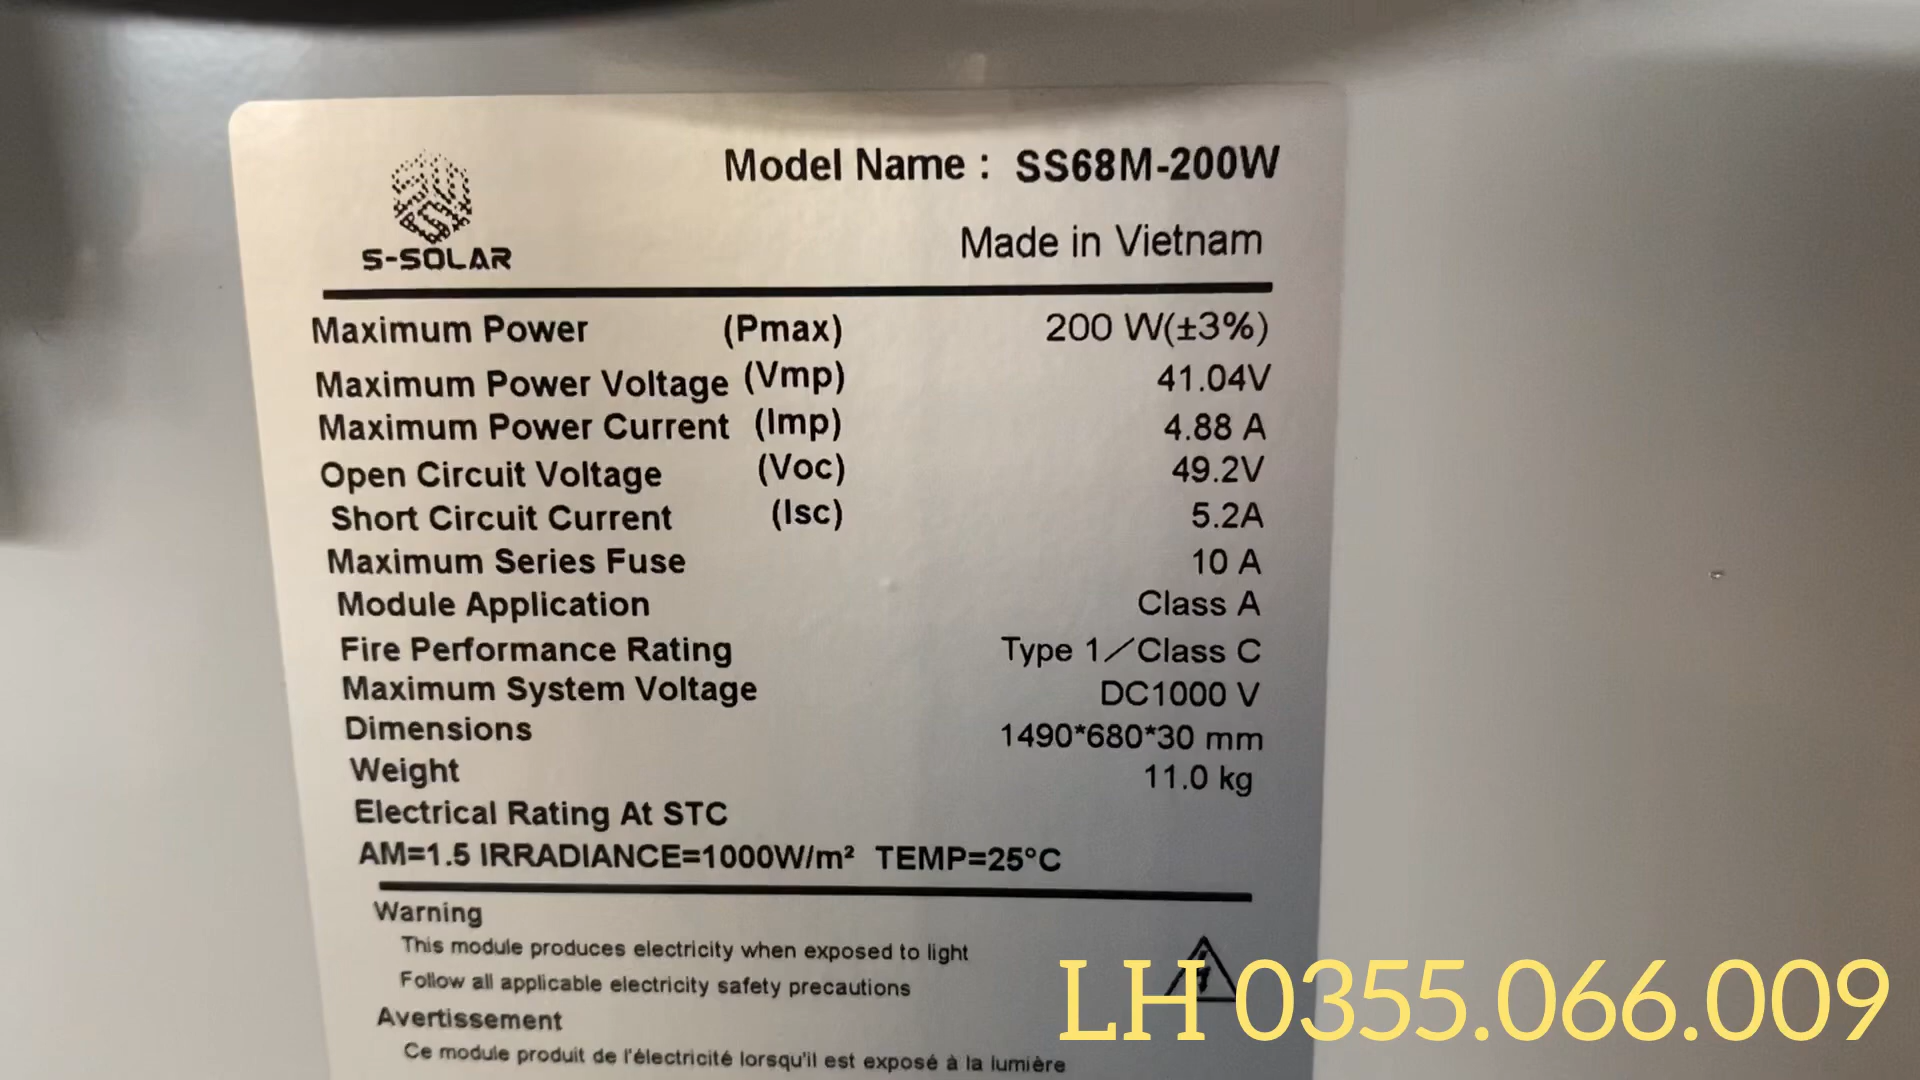 S-SOLAR
Model Name : SS68M-200W
Made in Vietnam
Maximum Power (Pmax) 200 W(±3%)
Maximum Power Voltage (Vmp) 41.04V
Maximum Power Current (Imp) 4.88 A
Open Circuit Voltage (Voc) 49.2V
Short Circuit Current (Isc) 5.2A
Maximum Series Fuse 10 A
Module Application Class A
Fire Performance Rating Type 1/Class C
Maximum System Voltage DC1000 V
Dimensions 1490*680*30 mm
Weight 11.0 kg
Electrical Rating At STC
AM=1.5 IRRADIANCE=1000W/m² TEMP=25°C
Warning
This module produces electricity when exposed to light
Follow all applicable electricity safety precautions
Avertissement
Ce module produit de l'électricité lorsqu'il est exposé à la lumière
LH 0355.066.009